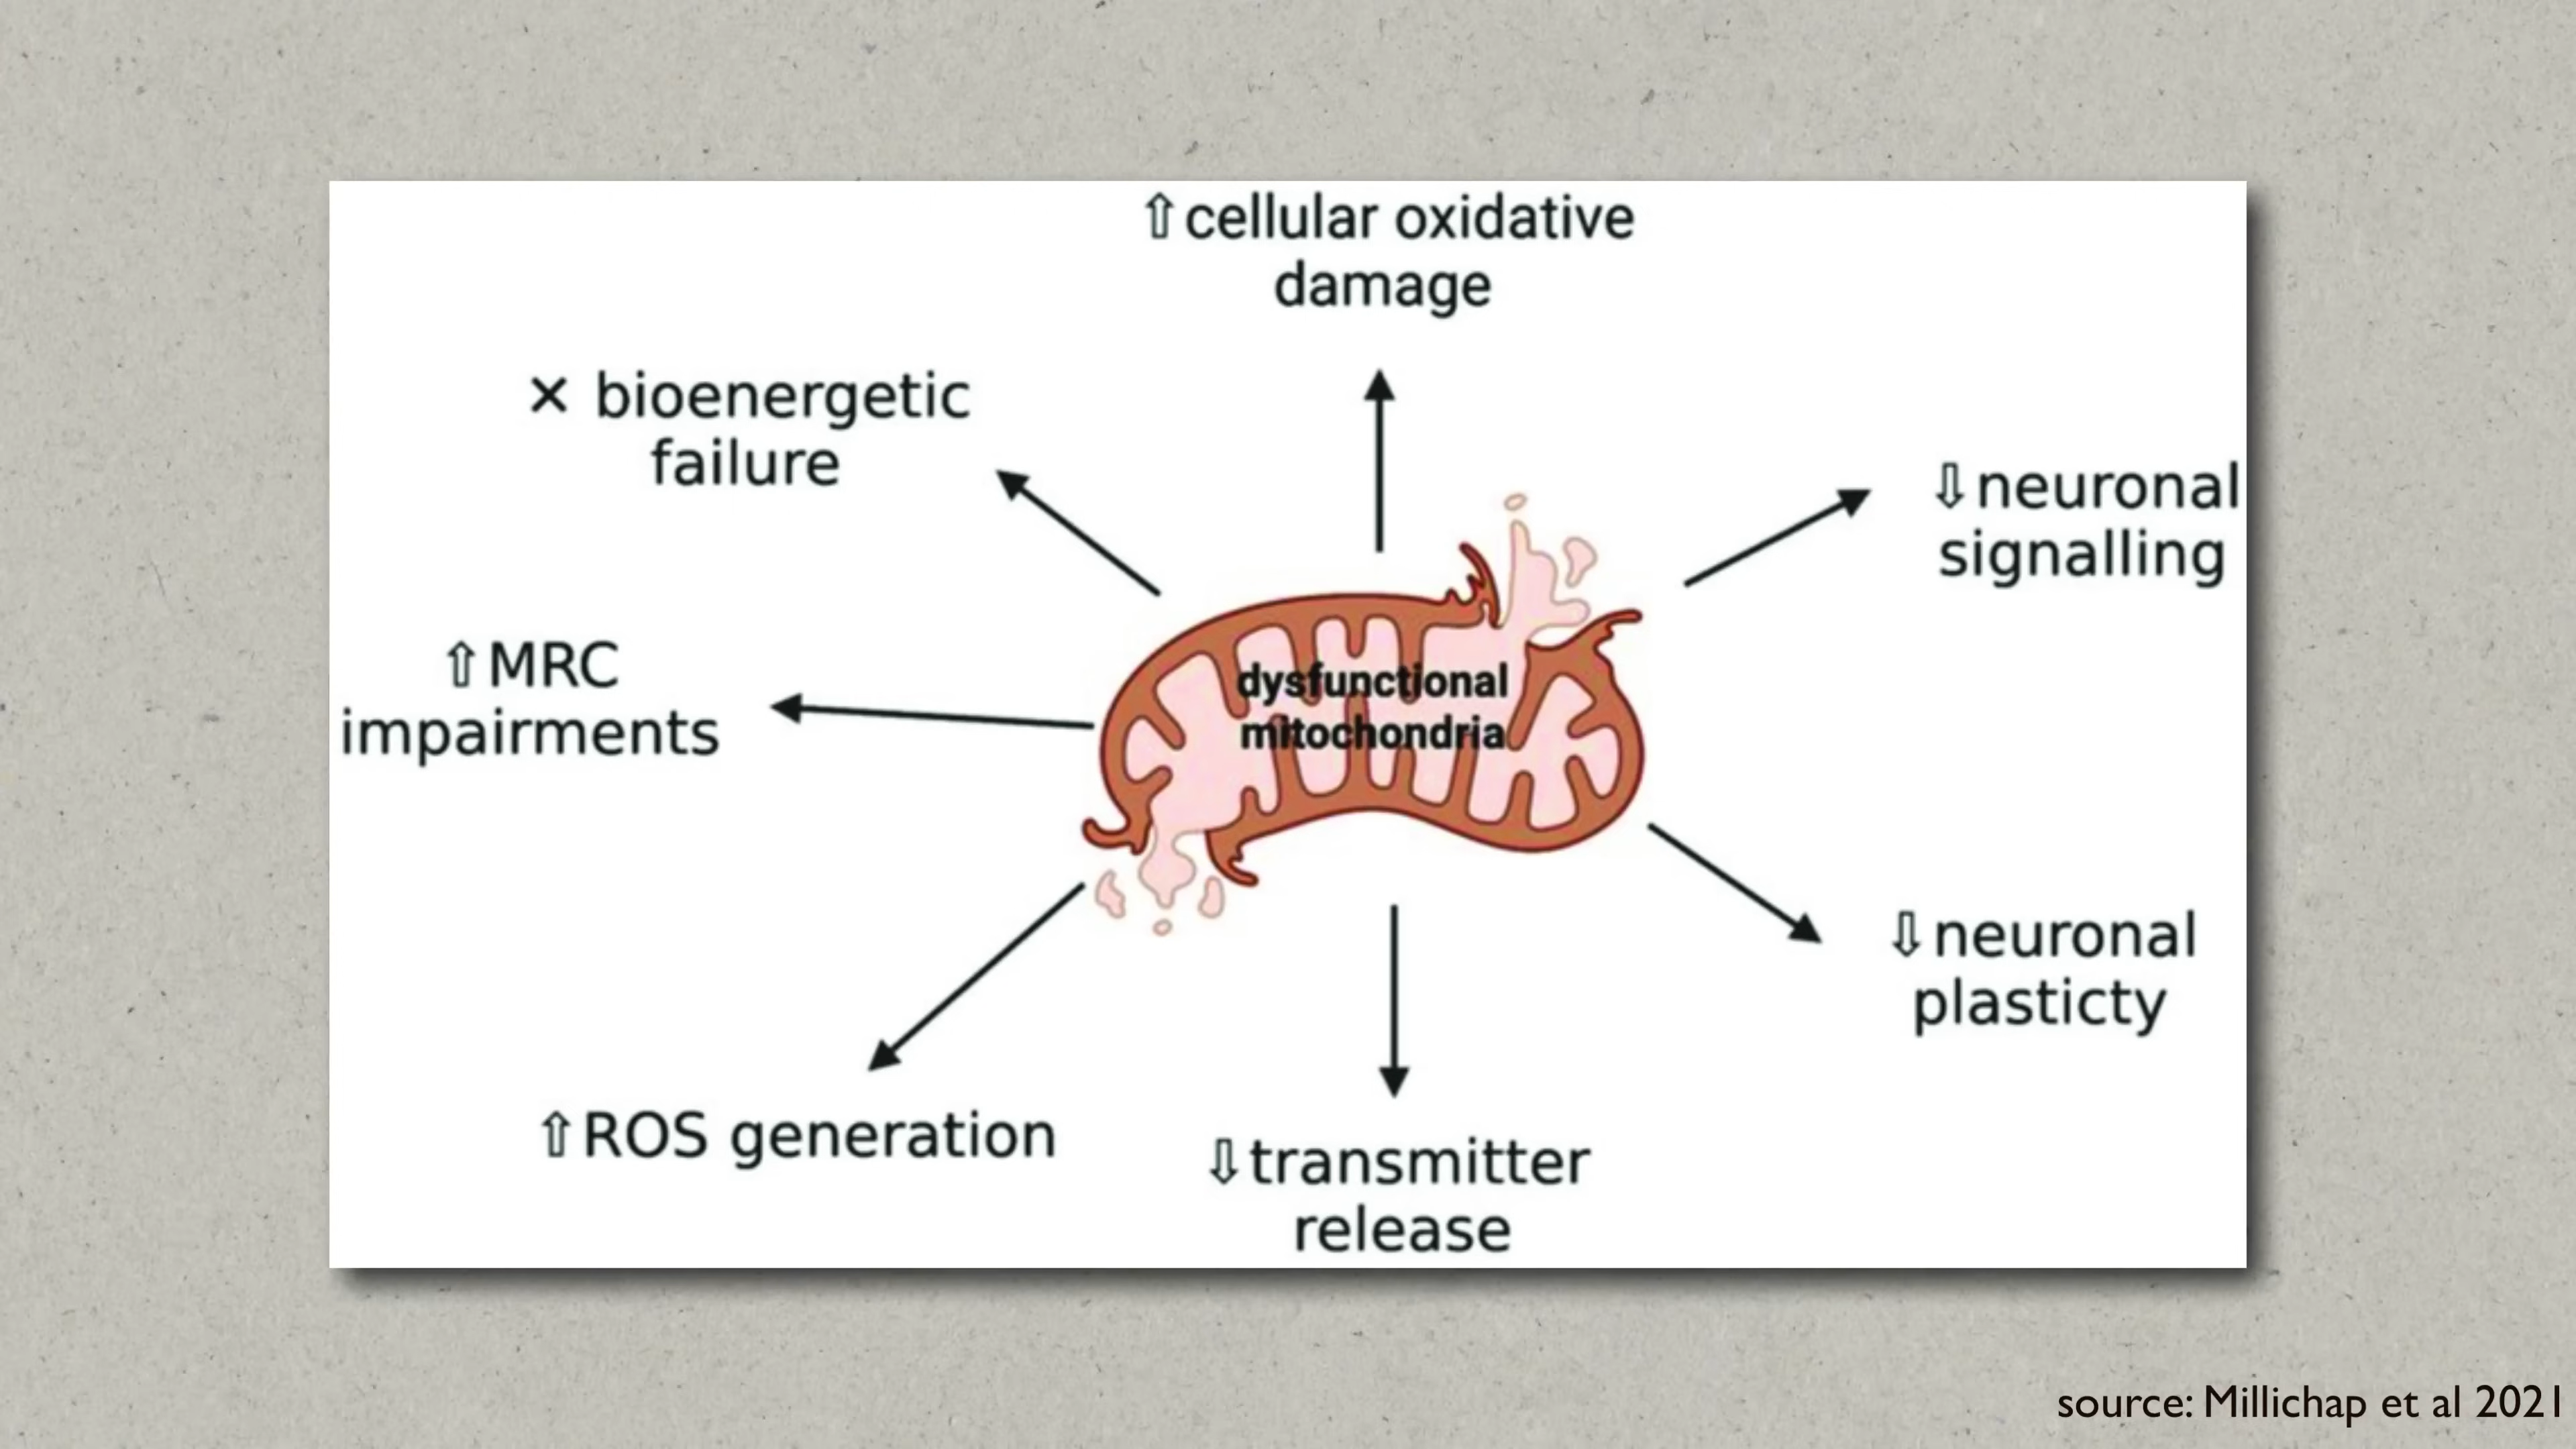 ⇧cellular oxidative
damage
× bioenergetic
failure
⇩neuronal
signalling
⇧MRC
impairments
dysfunctional
mitochondria
⇩neuronal
plasticty
⇧ROS generation
⇩transmitter
release
source: Millichap et al 2021